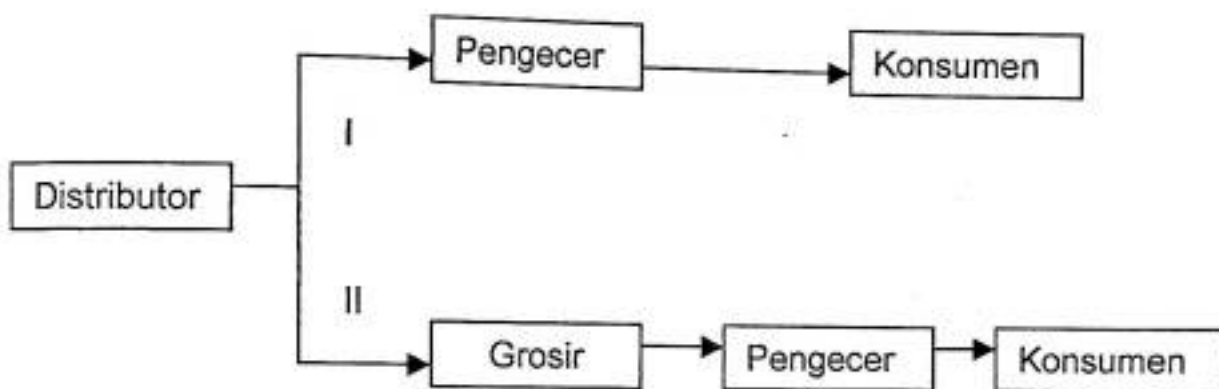 Pengecer
Konsumen
I
Distributor
II
Grosir
Pengecer
Konsumen